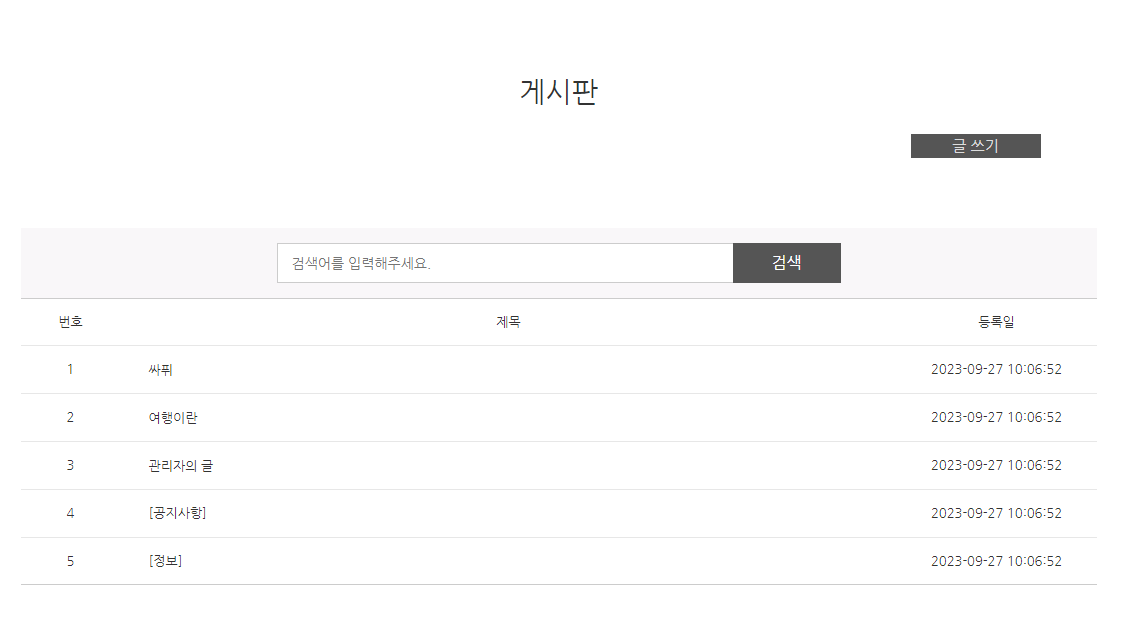 게시판
글 쓰기
검색어를 입력해주세요. 검색
번호 제목 등록일
1 싸퓌 2023-09-27 10:06:52
2 여행이란 2023-09-27 10:06:52
3 관리자의 글 2023-09-27 10:06:52
4 [공지사항] 2023-09-27 10:06:52
5 [정보] 2023-09-27 10:06:52